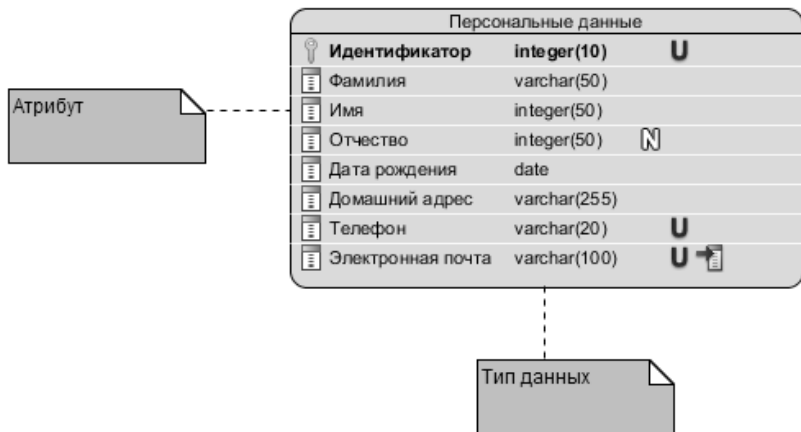 Персональные данные
Идентификатор integer(10) U
Фамилия varchar(50)
Атрибут
Имя integer(50)
Отчество integer(50) N
Дата рождения date
Домашний адрес varchar(255)
Телефон varchar(20) U
Электронная почта varchar(100) U
Тип данных